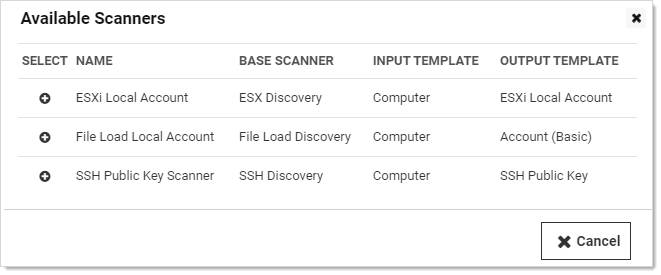 Available Scanners
SELECT NAME BASE SCANNER INPUT TEMPLATE OUTPUT TEMPLATE
ESXi Local Account ESX Discovery Computer ESXi Local Account
File Load Local Account File Load Discovery Computer Account (Basic)
SSH Public Key Scanner SSH Discovery Computer SSH Public Key
Cancel